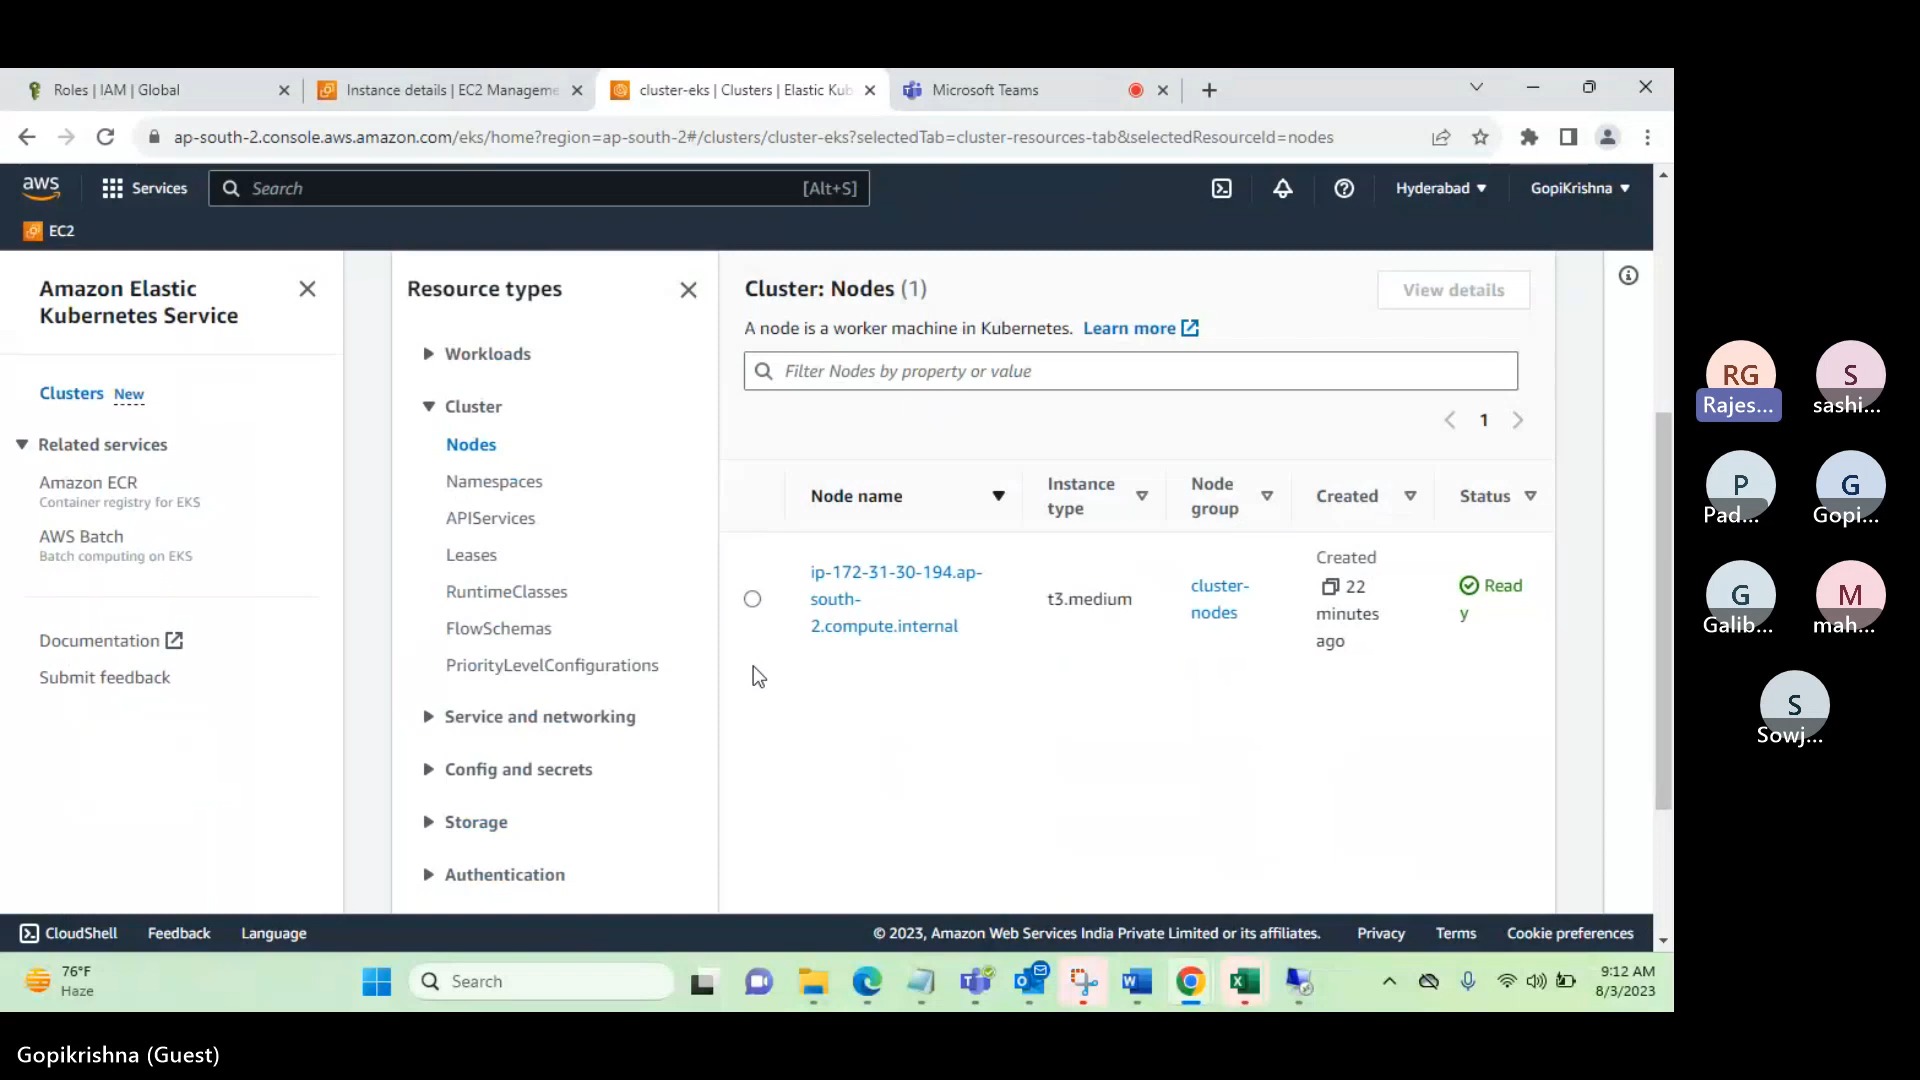 Roles | IAM | Global
Instance details | EC2 Manageme
cluster-eks | Clusters | Elastic Kub
Microsoft Teams
ap-south-2.console.aws.amazon.com/eks/home?region=ap-south-2#/clusters/cluster-eks?selectedTab=cluster-resources-tab&selectedResourceId=nodes
aws
Services
Search
[Alt+S]
Hyderabad
GopiKrishna
EC2
Amazon Elastic
Kubernetes Service
Clusters New
Related services
Amazon ECR
Container registry for EKS
AWS Batch
Batch computing on EKS
Documentation
Submit feedback
Resource types
Workloads
Cluster
Nodes
Namespaces
APIServices
Leases
RuntimeClasses
FlowSchemas
PriorityLevelConfigurations
Service and networking
Config and secrets
Storage
Authentication
Cluster: Nodes (1)
View details
A node is a worker machine in Kubernetes. Learn more
Filter Nodes by property or value
1
Node name
Instance
type
Node
group
Created
Status
ip-172-31-30-194.ap-
south-
2.compute.internal
t3.medium
cluster-
nodes
Created
22
minutes
ago
Read
y
CloudShell
Feedback
Language
© 2023, Amazon Web Services India Private Limited or its affiliates.
Privacy
Terms
Cookie preferences
76°F
Haze
Search
9:12 AM
8/3/2023
RG
Rajes...
S
sashi...
P
Pad...
G
Gopi...
G
Galib...
M
mah...
S
Sowj...
Gopikrishna (Guest)